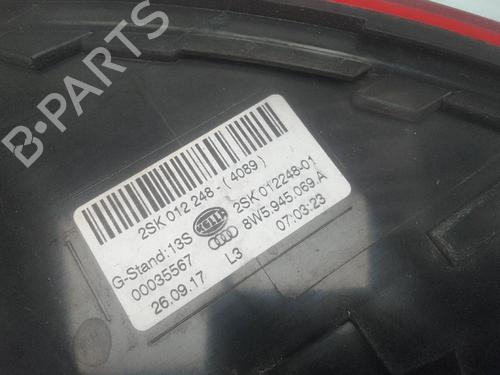 B-PARTS
2SK 012 248-(4089)
G-Stand:13S HELLA 2SK 012248-01
00035567 8W5.945.069.A
26.09.17 L3 07:03:23